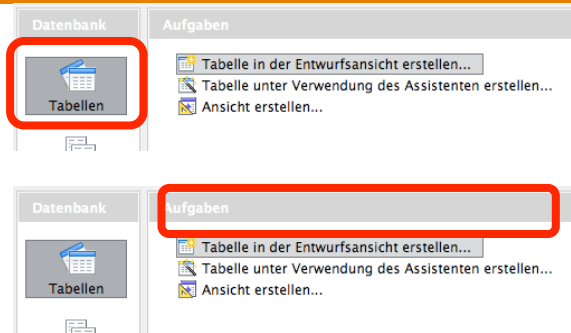 Datenbank
Aufgaben
Tabelle in der Entwurfsansicht erstellen...
Tabelle unter Verwendung des Assistenten erstellen...
Ansicht erstellen...
Tabellen
Datenbank
Aufgaben
Tabelle in der Entwurfsansicht erstellen...
Tabelle unter Verwendung des Assistenten erstellen...
Ansicht erstellen...
Tabellen